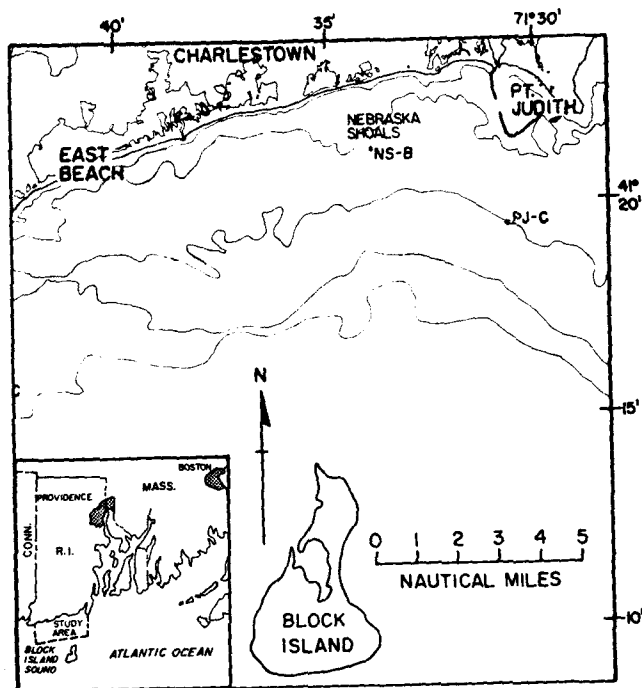 40'
35'
71° 30'
CHARLESTOWN
PT.
JUDITH
NEBRASKA
SHOALS
NS-B
EAST
BEACH
41°
20'
PJ-C
N
15'
BOSTON
PROVIDENCE
MASS.
CONN.
R.I.
0 1 2 3 4 5
NAUTICAL MILES
STUDY
AREA
BLOCK
ISLAND
SOUND
ATLANTIC OCEAN
BLOCK
ISLAND
10'